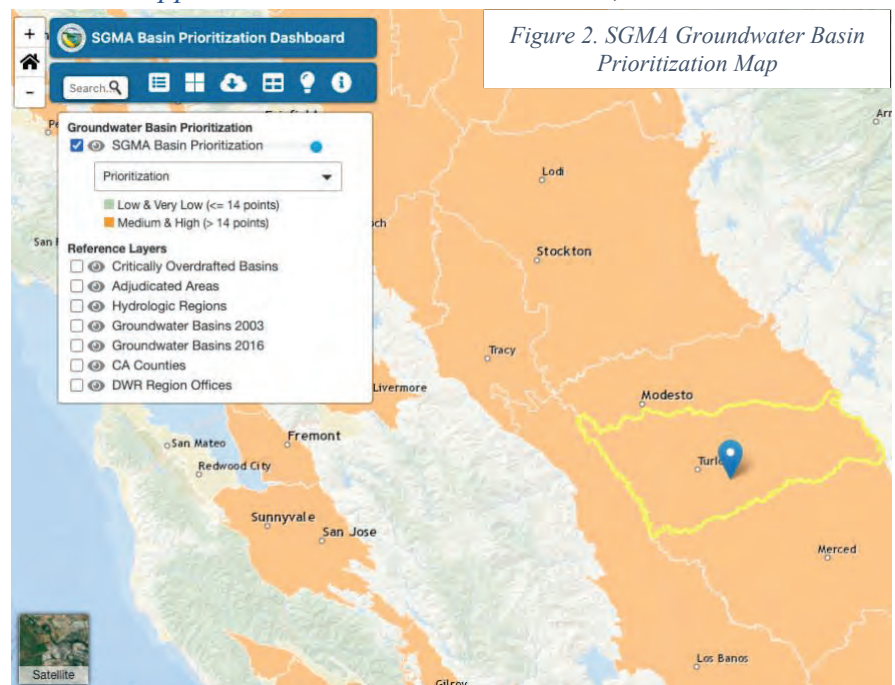 Figure 2. SGMA Groundwater Basin
Prioritization Map
+
-
SGMA Basin Prioritization Dashboard
Search..
Groundwater Basin Prioritization
SGMA Basin Prioritization
Prioritization
Low & Very Low (<= 14 points)
Medium & High (> 14 points)
Reference Layers
Critically Overdrafted Basins
Adjudicated Areas
Hydrologic Regions
Groundwater Basins 2003
Groundwater Basins 2016
CA Counties
DWR Region Offices
Lodi
Stockton
Tracy
Livermore
Modesto
San Mateo
Fremont
Redwood City
Turlo
Sunnyvale
San Jose
Merced
Los Banos
Satellite
Gilroy